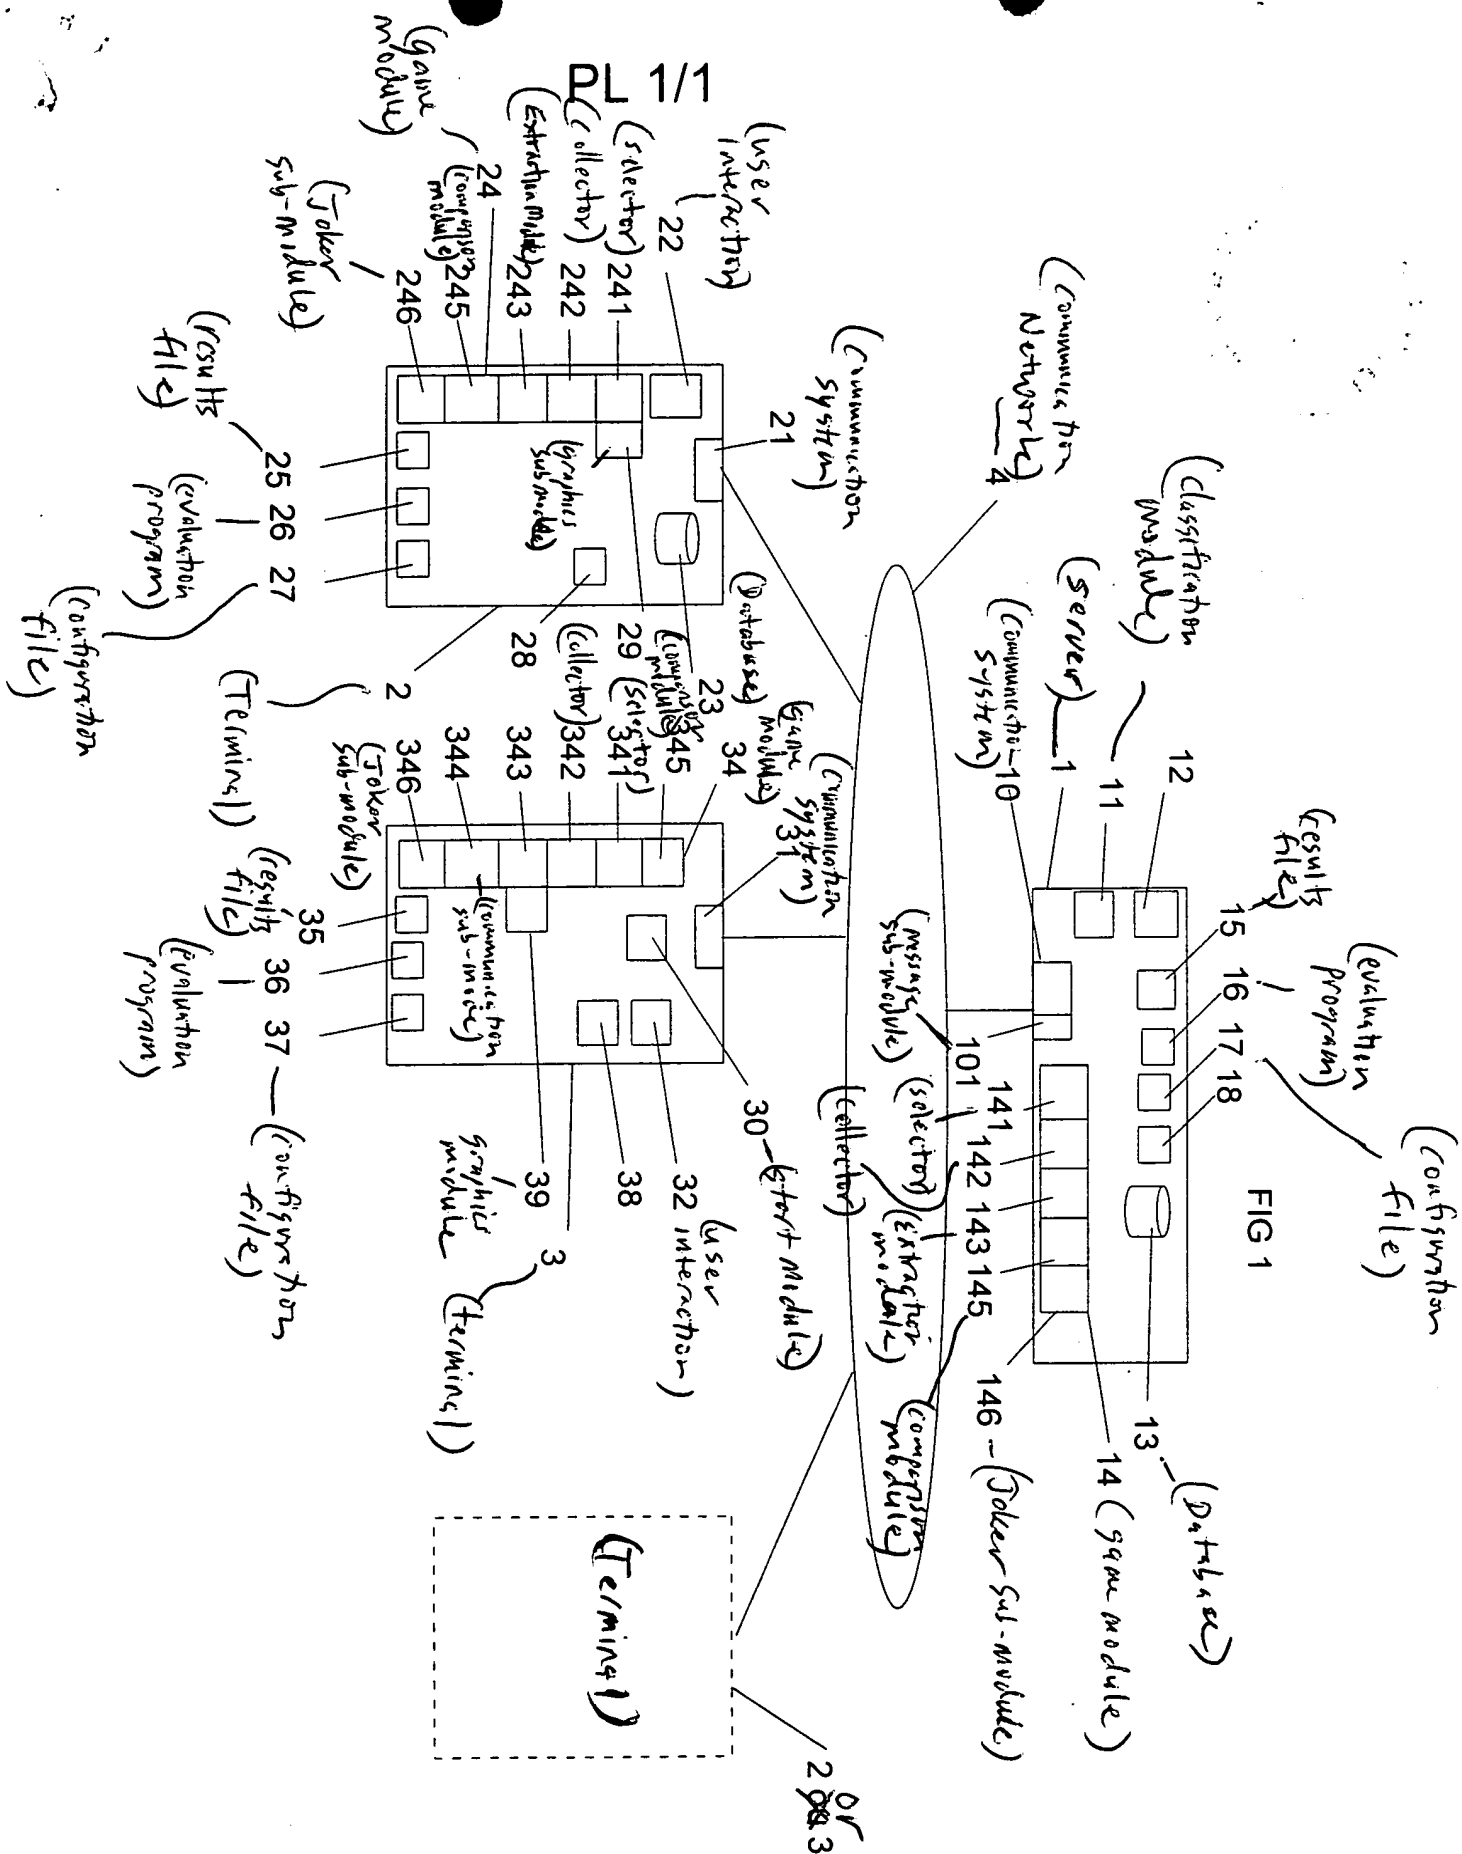 PL 1/1
FIG 1
(results
file)
(evaluation
program)
(configuration
file)
(classification
module)
(server)
(communication
system)
12
11
1
10
15
16
17
18
13
(Database)
14 (game module)
146
(Joker sub-module)
101
(message
sub-module)
141
(selector)
142
(collector)
143
(Extraction
module)
145
(comparison
module)
(communication
Network)
4
(user
interaction)
22
(communication
system)
21
(selector)
241
(collector)
242
(Extraction module)
243
(comparison
module)
245
(game
module)
24
(Joker
sub-module)
246
(results
file)
25
(evaluation
program)
26
27
(configuration
file)
(graphics
sub module)
29
28
23
(Database)
2
(Terminal)
(communication
system)
31
(game
module)
34
(comparison
module)
345
(selector)
341
(collector)
342
343
344
346
(Joker
sub-module)
(communication
sub-module)
(results
file)
35
(evaluation
program)
36
37
(configuration
file)
30
(start module)
32
(user
interaction)
38
39
graphics
module
3
(terminal)
(Terminal)
2 or 3